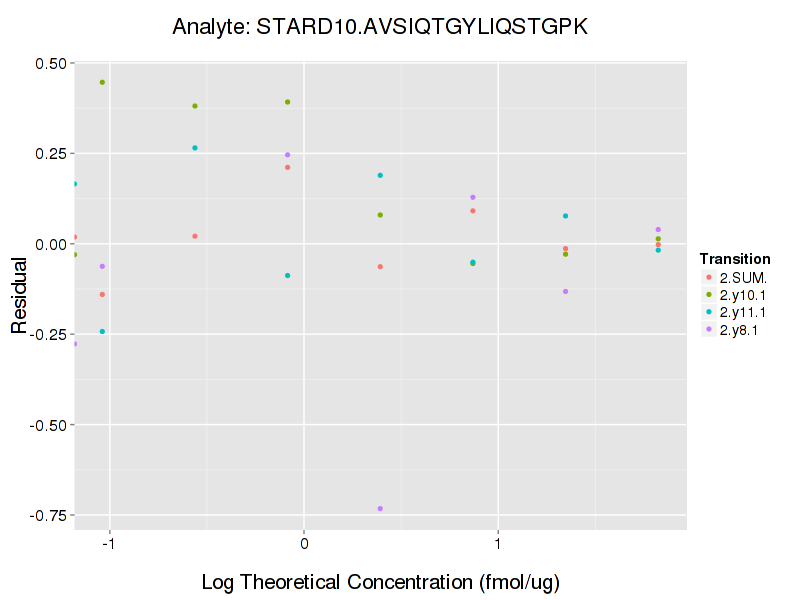 Analyte: STARD10.AVSIQTGYLIQSTGPK
0.50
0.25
0.00
-0.25
-0.50
-0.75
Residual
-1
0
1
Log Theoretical Concentration (fmol/ug)
Transition
2.SUM.
2.y10.1
2.y11.1
2.y8.1